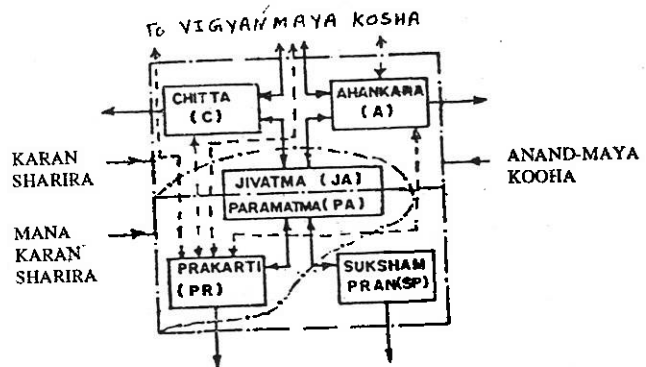 To VIGYANMAYA KOSHA
CHITTA
(C)
AHANKARA
(A)
KARAN
SHARIRA
ANAND-MAYA
KOOHA
JIVATMA (JA)
PARAMATMA(PA)
MANA
KARAN
SHARIRA
PRAKARTI
(PR)
SUKSHAM
PRAN(SP)